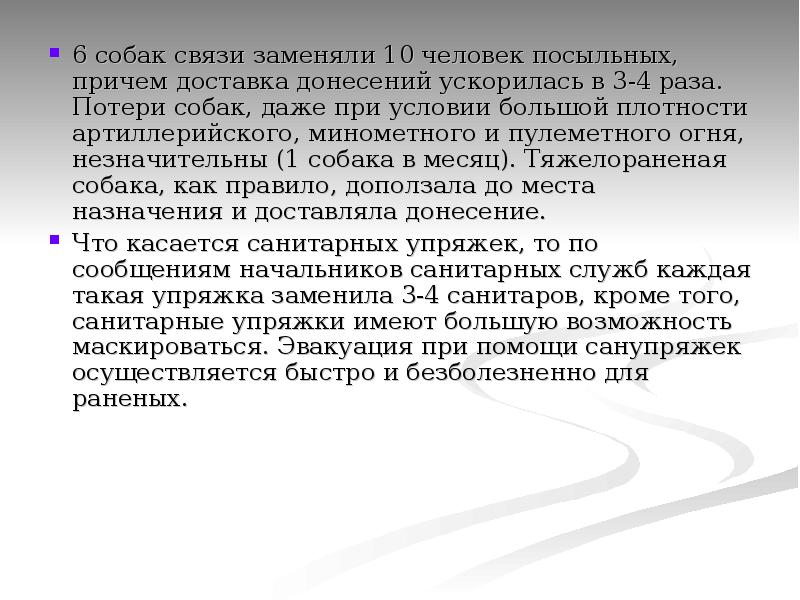 6 собак связи заменяли 10 человек посыльных,
причем доставка донесений ускорилась в 3-4 раза.
Потери собак, даже при условии большой плотности
артиллерийского, минометного и пулеметного огня,
незначительны (1 собака в месяц). Тяжелораненая
собака, как правило, доползала до места
назначения и доставляла донесение.
Что касается санитарных упряжек, то по
сообщениям начальников санитарных служб каждая
такая упряжка заменила 3-4 санитаров, кроме того,
санитарные упряжки имеют большую возможность
маскироваться. Эвакуация при помощи санупряжек
осуществляется быстро и безболезненно для
раненых.